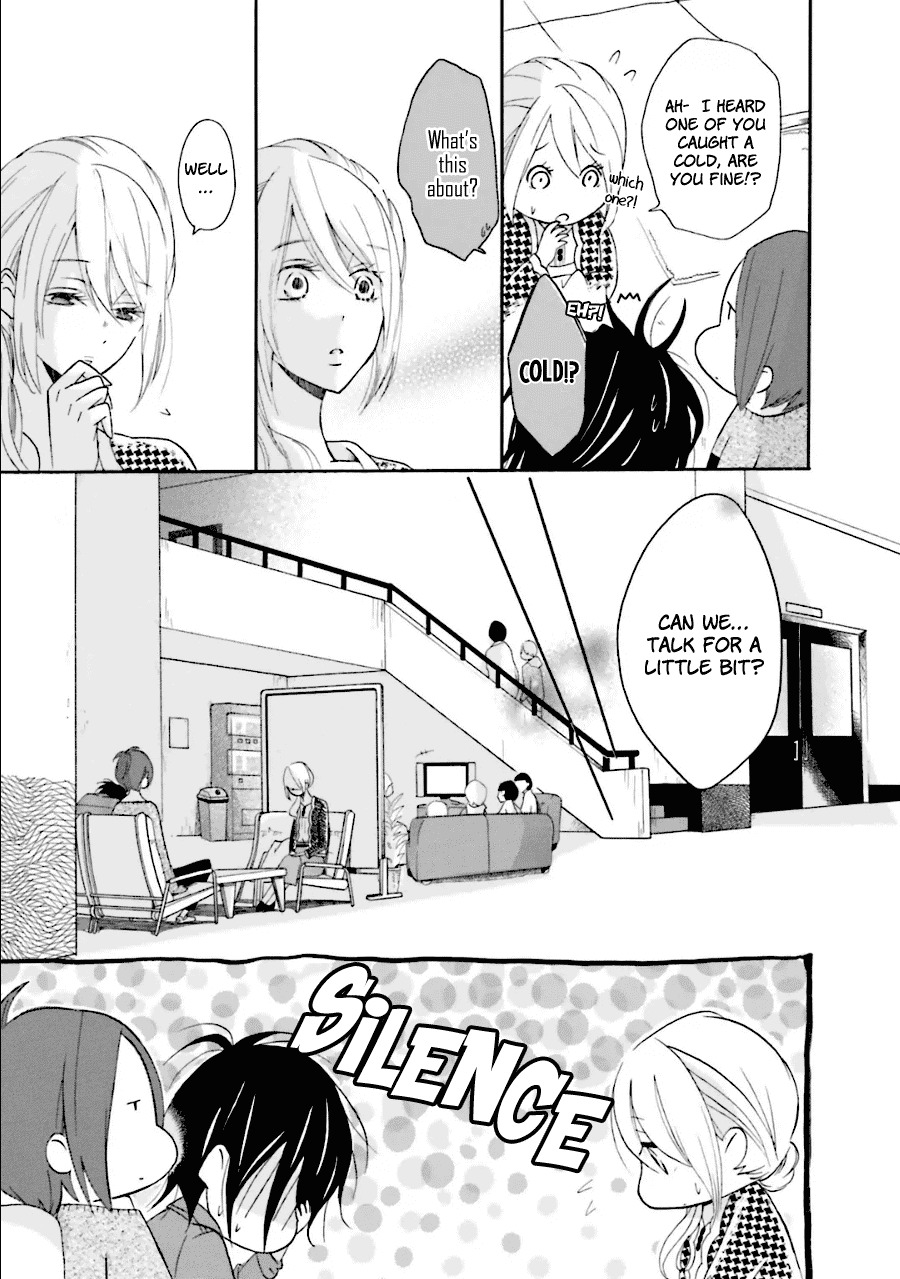 AH- I HEARD
ONE OF YOU
CAUGHT A
COLD, ARE
YOU FINE!?
which
one?!
EH?!
COLD!?
What's
this
about?
WELL
...
CAN WE...
TALK FOR A
LITTLE BIT?
SiLENCE